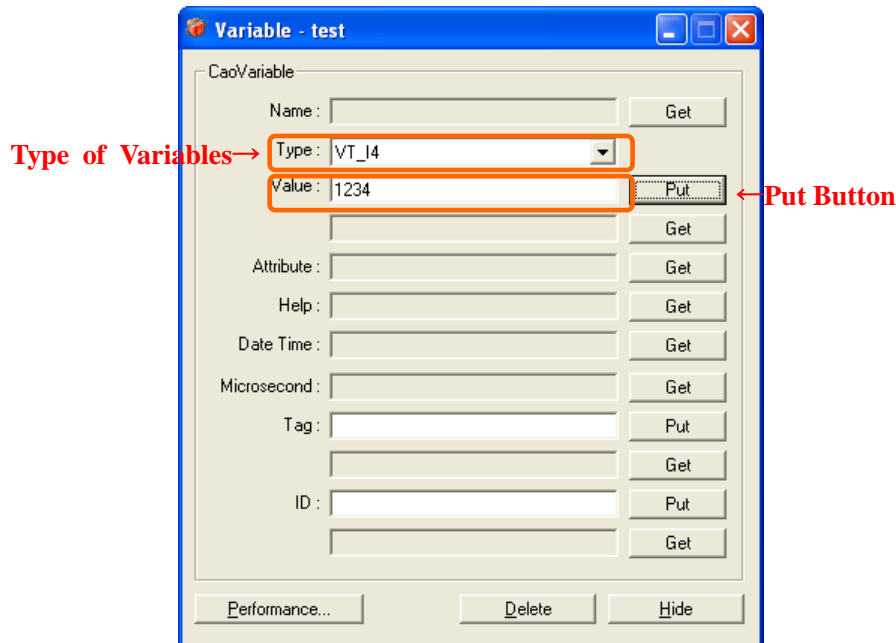 Variable - test
CaoVariable
Name : Get
Type of Variables→ Type : VT_I4
Value : 1234 Put ←Put Button
Get
Attribute : Get
Help : Get
Date Time : Get
Microsecond : Get
Tag : Put
Get
ID : Put
Get
Performance... Delete Hide